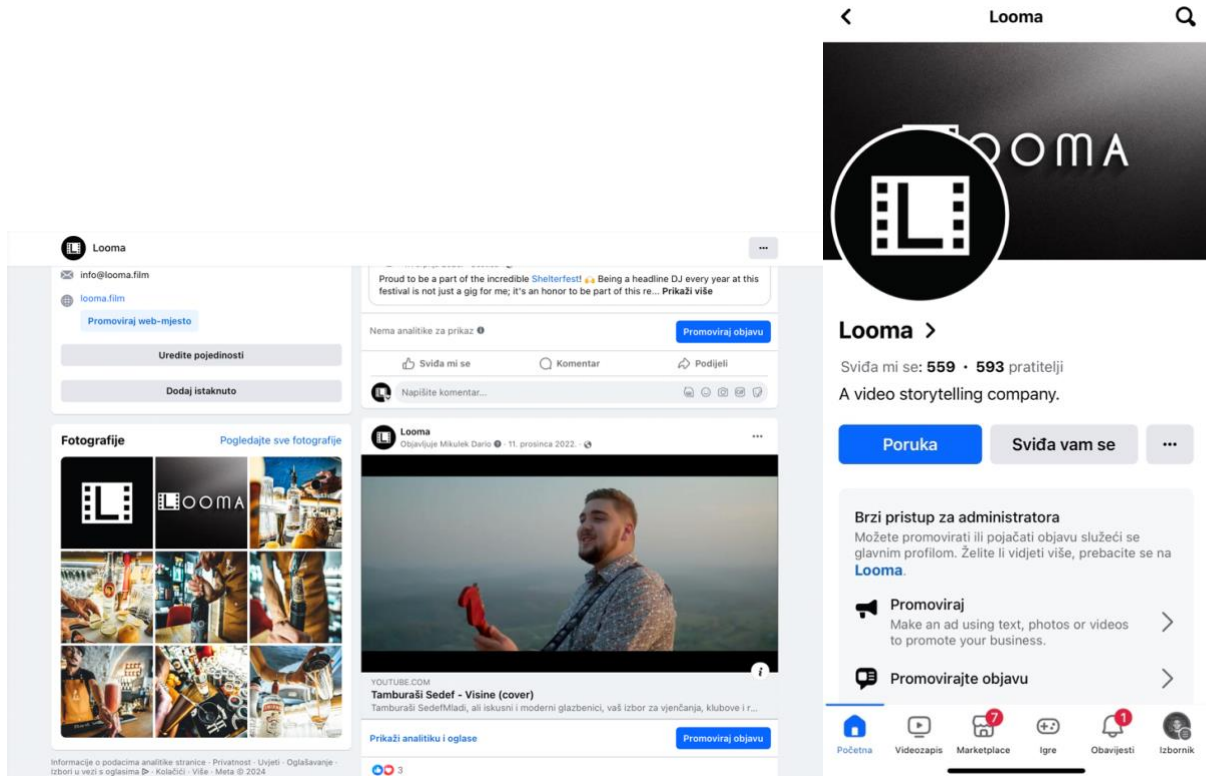 Looma
info@looma.film
looma.film
Promoviraj web-mjesto
Uredite pojedinosti
Dodaj istaknuto
Fotografije
Pogledajte sve fotografije
L
LOOMA
Informacije o podacima analitike stranice · Privatnost · Uvjeti · Oglašavanje ·
Izbori u vezi s oglasima · Kolačići · Više · Meta © 2024
Proud to be a part of the incredible Shelterfest! 🙌 Being a headline DJ every year at this
festival is not just a gig for me; it's an honor to be part of this re... Prikaži više
Nema analitike za prikaz
Promoviraj objavu
Sviđa mi se
Komentar
Podijeli
Napišite komentar...
Looma
Objavljuje Mikulek Dario · 11. prosinca 2022. ·
YOUTUBE.COM
Tamburaši Sedef - Visine (cover)
Tamburaši SedefMladi, ali iskusni i moderni glazbenici, vaš izbor za vjenčanja, klubove i r...
Prikaži analitiku i oglase
Promoviraj objavu
3
Looma
LOOMA
L
Looma
Sviđa mi se: 559 · 593 pratitelji
A video storytelling company.
Poruka
Sviđa vam se
Brzi pristup za administratora
Možete promovirati ili pojačati objavu služeći se
glavnim profilom. Želite li vidjeti više, prebacite se na
Looma.
Promoviraj
Make an ad using text, photos or videos
to promote your business.
Promovirajte objavu
7
1
Početna
Videozapis
Marketplace
Igre
Obavijesti
Izbornik